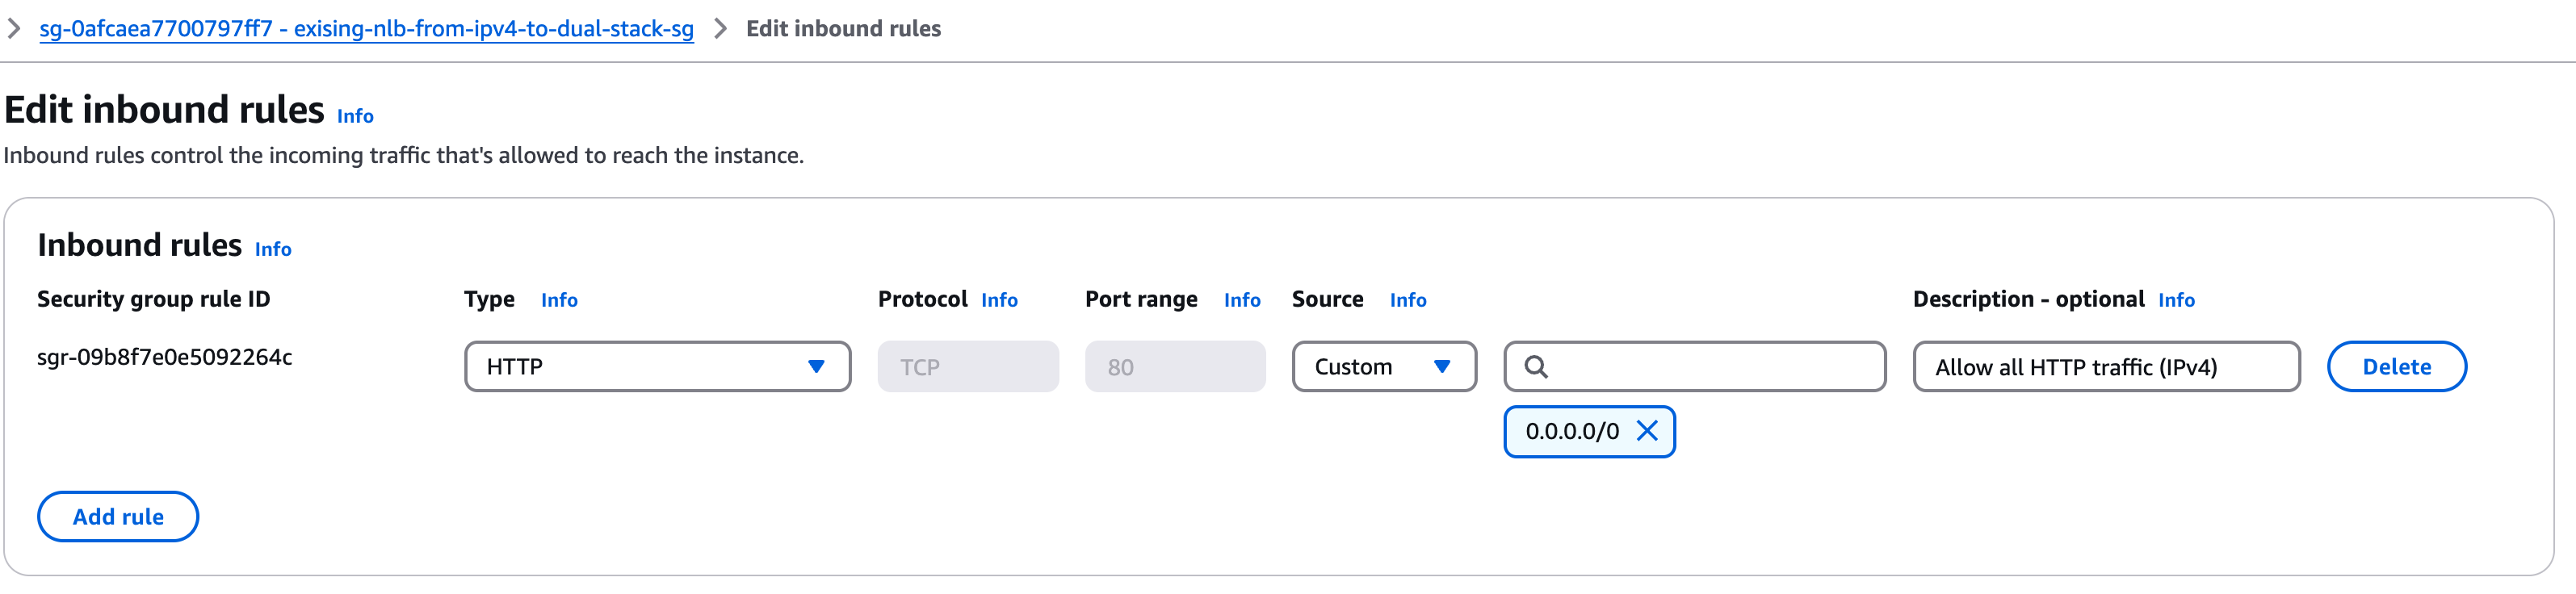 sg-0afcaea7700797ff7 - exising-nlb-from-ipv4-to-dual-stack-sg Edit inbound rules
Edit inbound rules Info
Inbound rules control the incoming traffic that's allowed to reach the instance.
Inbound rules Info
Security group rule ID Type Info Protocol Info Port range Info Source Info Description - optional Info
sgr-09b8f7e0e5092264c HTTP TCP 80 Custom Allow all HTTP traffic (IPv4) Delete
0.0.0.0/0
Add rule